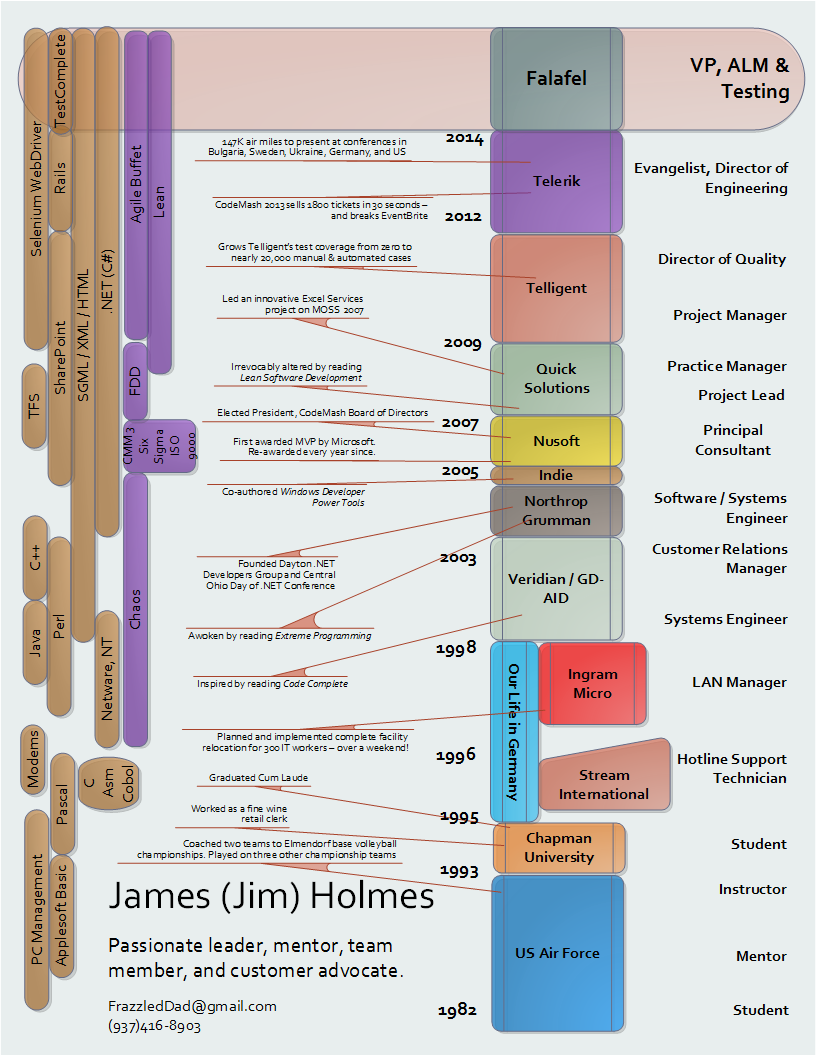 Falafel
VP, ALM &
Testing
2014
147K air miles to present at conferences in
Bulgaria, Sweden, Ukraine, Germany, and US
Telerik
Evangelist, Director of
Engineering
CodeMash 2013 sells 1800 tickets in 30 seconds –
and breaks EventBrite
2012
Grows Telligent's test coverage from zero to
nearly 20,000 manual & automated cases
Telligent
Director of Quality
Project Manager
Led an innovative Excel Services
project on MOSS 2007
2009
Irrevocably altered by reading
Lean Software Development
Quick
Solutions
Practice Manager
Project Lead
Elected President, CodeMash Board of Directors
2007
Nusoft
Principal
Consultant
First awarded MVP by Microsoft.
Re-awarded every year since.
2005
Indie
Co-authored Windows Developer
Power Tools
Northrop
Grumman
Software / Systems
Engineer
Founded Dayton .NET
Developers Group and Central
Ohio Day of .NET Conference
2003
Customer Relations
Manager
Veridian / GD-
AID
Systems Engineer
Awoken by reading Extreme Programming
1998
Inspired by reading Code Complete
Our Life in Germany
Ingram
Micro
LAN Manager
Planned and implemented complete facility
relocation for 300 IT workers – over a weekend!
1996
Stream
International
Hotline Support
Technician
Graduated Cum Laude
1995
Worked as a fine wine
retail clerk
Chapman
University
Student
Coached two teams to Elmendorf base volleyball
championships. Played on three other championship teams
1993
US Air Force
Instructor
Mentor
Student
1982
Selenium WebDriver
TestComplete
Rails
SharePoint
SGML / XML / HTML
.NET (C#)
Agile Buffet
Lean
TFS
FDD
CMM3
Six
Sigma
ISO
9000
C++
Java
Perl
Netware, NT
Chaos
Modems
Pascal
C
Asm
Cobol
PC Management
Applesoft Basic
James (Jim) Holmes
Passionate leader, mentor, team
member, and customer advocate.
FrazzledDad@gmail.com
(937)416-8903